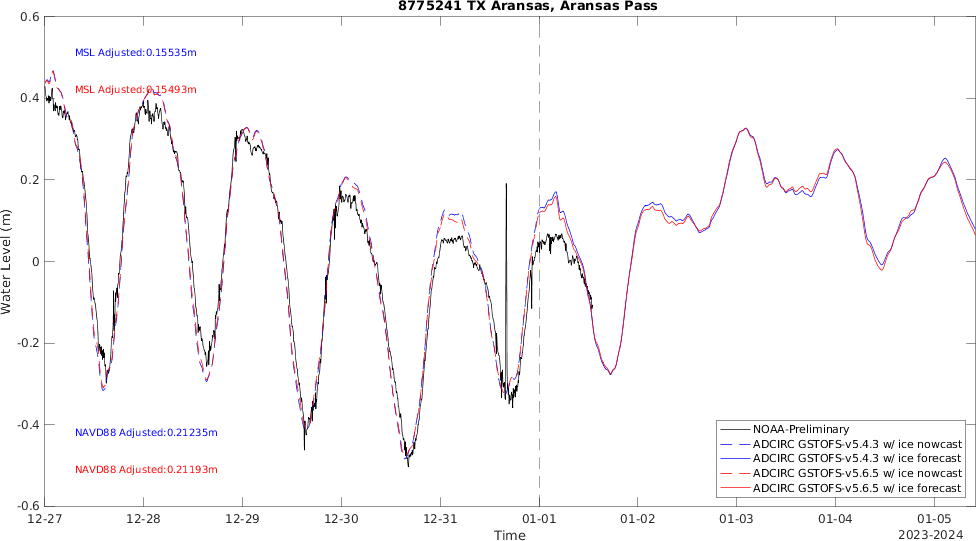 8775241 TX Aransas, Aransas Pass
0.6
MSL Adjusted:0.15535m
MSL Adjusted:0.15493m
0.4
0.2
0
-0.2
-0.4
-0.6
Water Level (m)
NAVD88 Adjusted:0.21235m
NAVD88 Adjusted:0.21193m
NOAA-Preliminary
ADCIRC GSTOFS-v5.4.3 w/ ice nowcast
ADCIRC GSTOFS-v5.4.3 w/ ice forecast
ADCIRC GSTOFS-v5.6.5 w/ ice nowcast
ADCIRC GSTOFS-v5.6.5 w/ ice forecast
12-27 12-28 12-29 12-30 12-31 01-01 01-02 01-03 01-04 01-05
Time
2023-2024